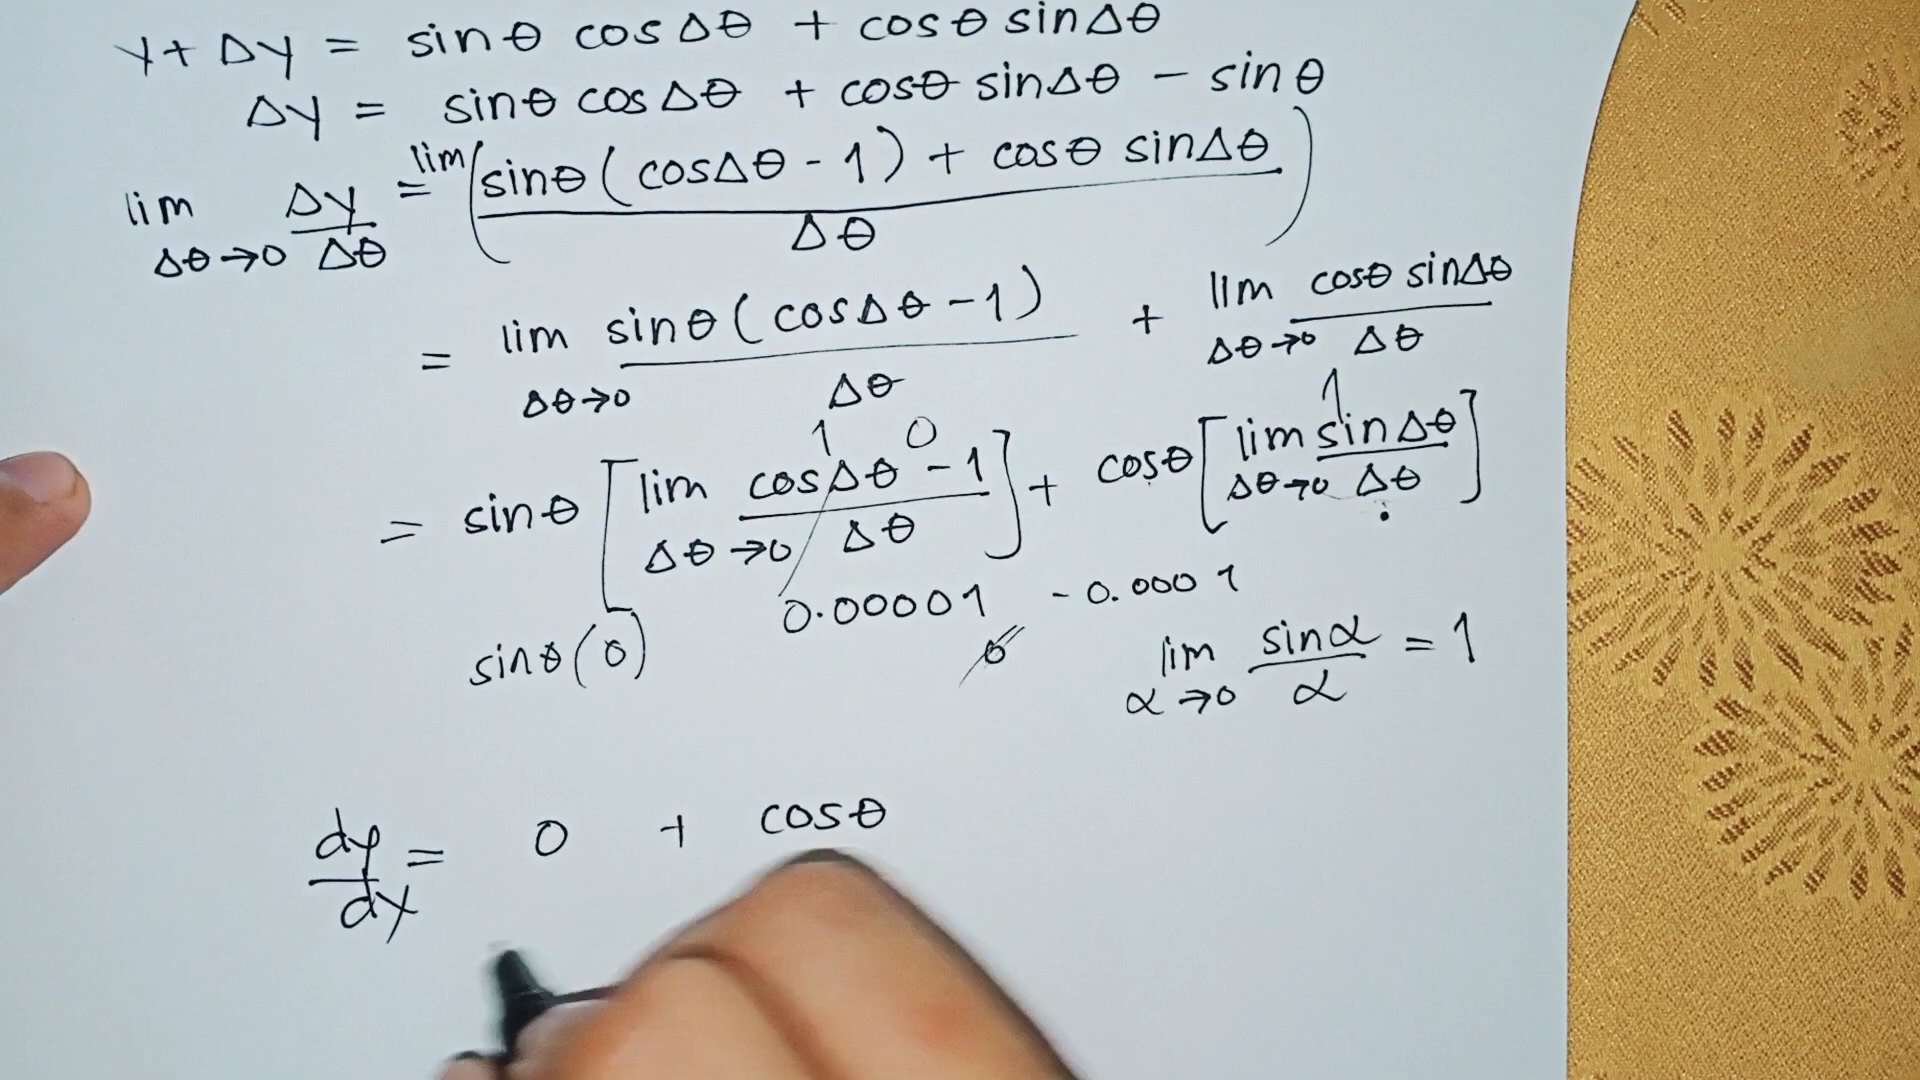 y + Δy = sinθ cosΔθ + cosθ sinΔθ
Δy = sinθ cosΔθ + cosθ sinΔθ - sinθ
lim Δθ→0 Δy/Δθ = lim ( sinθ ( cosΔθ - 1 ) + cosθ sinΔθ / Δθ )
= lim Δθ→0 sinθ ( cosΔθ - 1 ) / Δθ + lim Δθ→0 cosθ sinΔθ / Δθ
1 0 1
= sinθ [ lim Δθ→0 cosΔθ - 1 / Δθ ] + cosθ [ lim Δθ→0 sinΔθ / Δθ ]
0.00001 - 0.0001
sinθ(0) 0 lim α→0 sinα/α = 1
dy/dx = 0 + cosθ